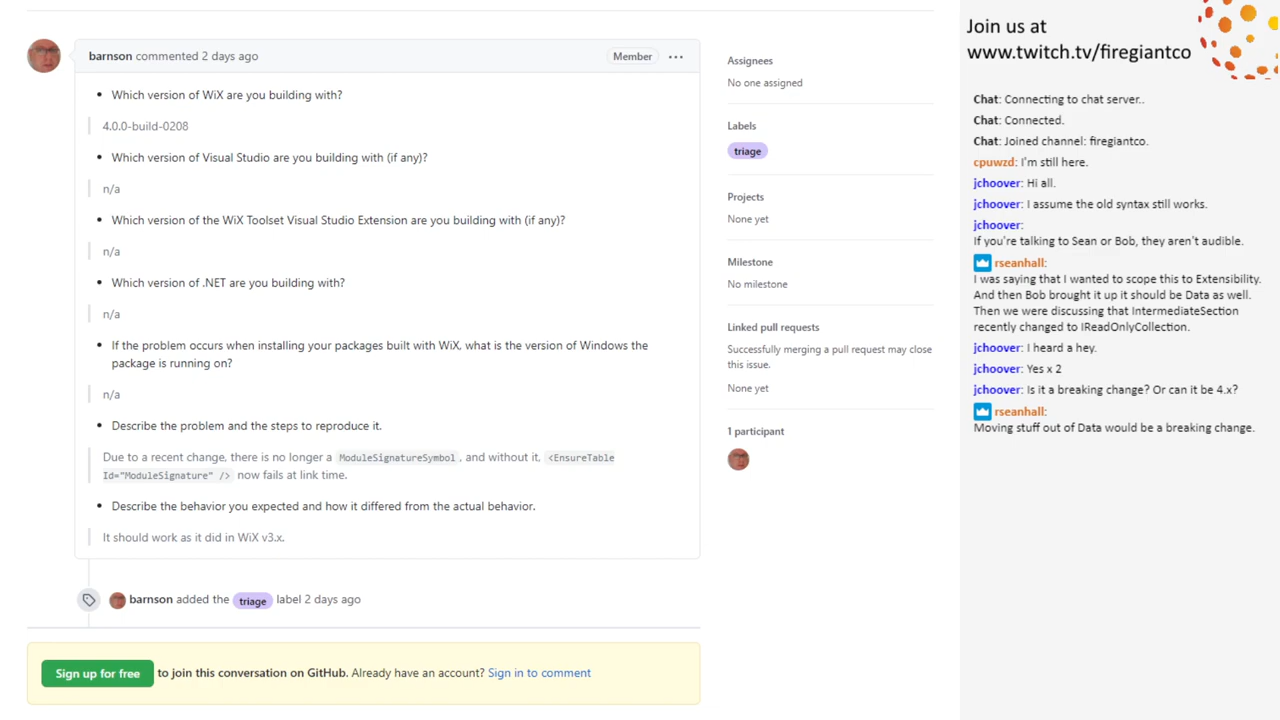 barnson commented 2 days ago
Member
Which version of WiX are you building with?
4.0.0-build-0208
Which version of Visual Studio are you building with (if any)?
n/a
Which version of the WiX Toolset Visual Studio Extension are you building with (if any)?
n/a
Which version of .NET are you building with?
n/a
If the problem occurs when installing your packages built with WiX, what is the version of Windows the
package is running on?
n/a
Describe the problem and the steps to reproduce it.
Due to a recent change, there is no longer a ModuleSignatureSymbol, and without it, <EnsureTable
Id="ModuleSignature" /> now fails at link time.
Describe the behavior you expected and how it differed from the actual behavior.
It should work as it did in WiX v3.x.
barnson added the triage label 2 days ago
Sign up for free to join this conversation on GitHub. Already have an account? Sign in to comment
Assignees
No one assigned
Labels
triage
Projects
None yet
Milestone
No milestone
Linked pull requests
Successfully merging a pull request may close
this issue.
None yet
1 participant
Join us at
www.twitch.tv/firegiantco
Chat: Connecting to chat server..
Chat: Connected.
Chat: Joined channel: firegiantco.
cpuwzd: I'm still here.
jchoover: Hi all.
jchoover: I assume the old syntax still works.
jchoover:
If you're talking to Sean or Bob, they aren't audible.
rseanhall:
I was saying that I wanted to scope this to Extensibility.
And then Bob brought it up it should be Data as well.
Then we were discussing that IntermediateSection
recently changed to IReadOnlyCollection.
jchoover: I heard a hey.
jchoover: Yes x 2
jchoover: Is it a breaking change? Or can it be 4.x?
rseanhall:
Moving stuff out of Data would be a breaking change.